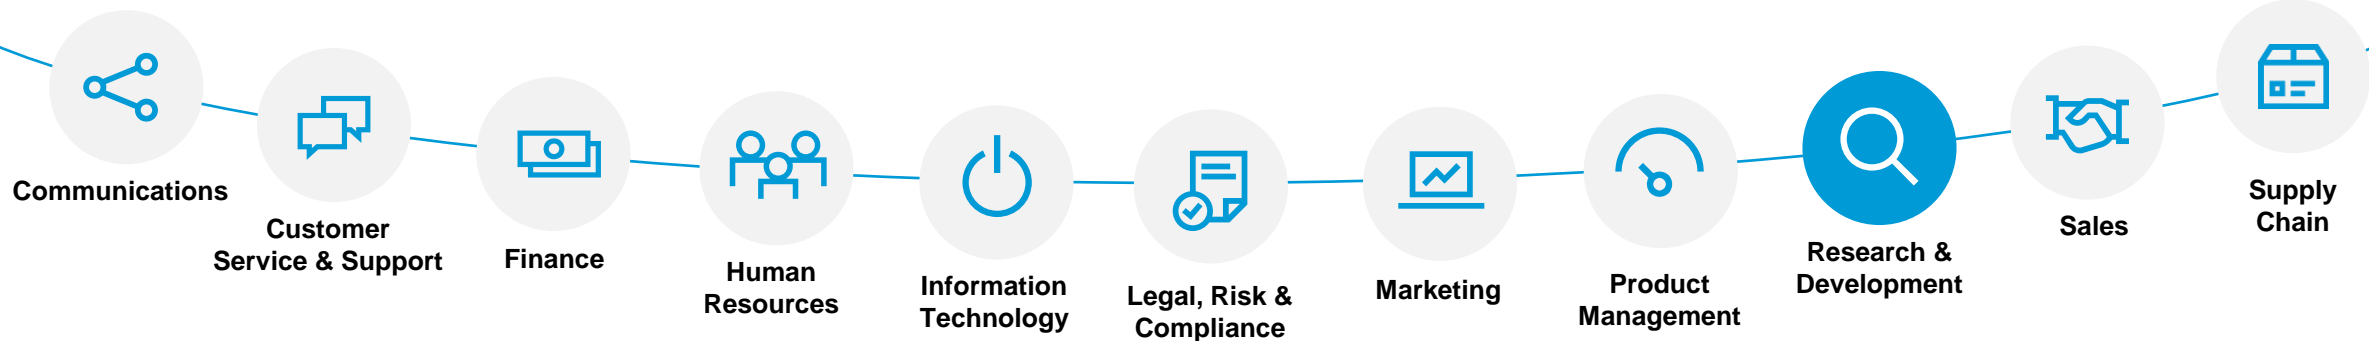 Communications
Customer
Service & Support
Finance
Human
Resources
Information
Technology
Legal, Risk &
Compliance
Marketing
Product
Management
Research &
Development
Sales
Supply
Chain